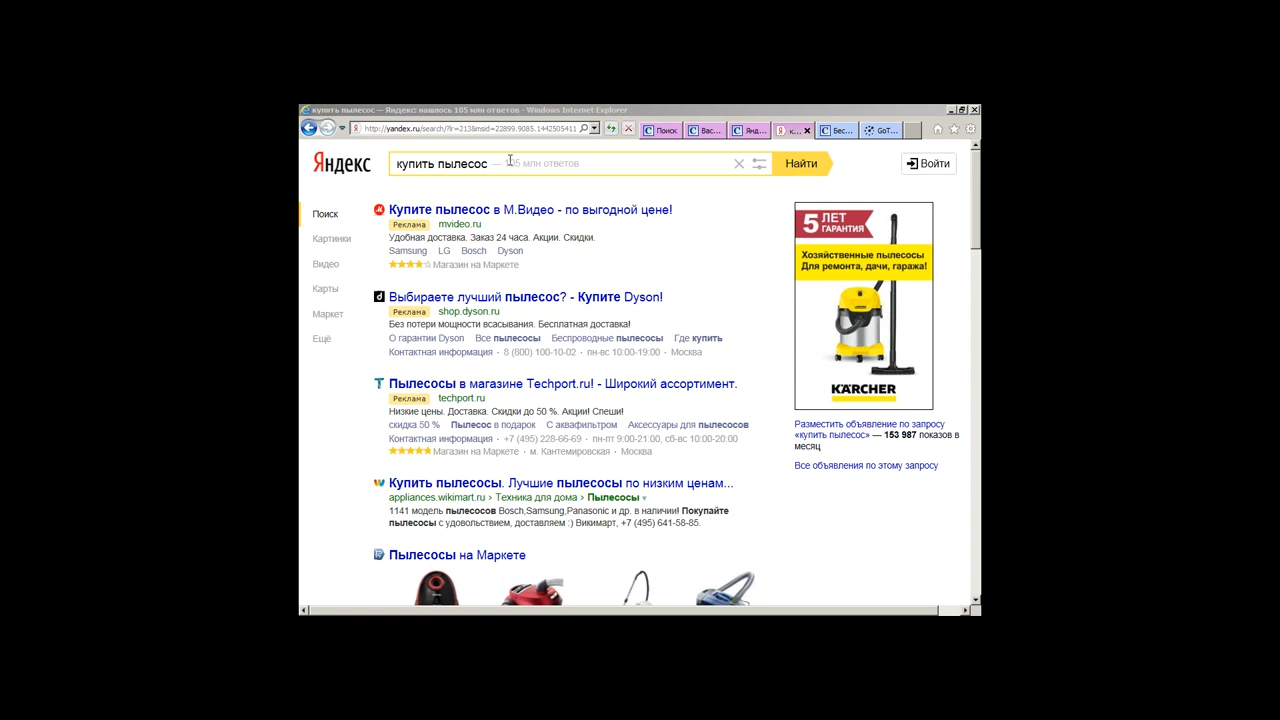 купить пылесос — Яндекс: нашлось 105 млн ответов - Windows Internet Explorer
http://yandex.ru/search/?lr=213&msid=22899.9085.1442505411
Поиск
Вас...
Янд...
к...
Бес...
GoT...
Яндекс
купить пылесос — 105 млн ответов
Найти
Войти
Поиск
Картинки
Видео
Карты
Маркет
Ещё
Купите пылесос в М.Видео - по выгодной цене!
Реклама mvideo.ru
Удобная доставка. Заказ 24 часа. Акции. Скидки.
Samsung LG Bosch Dyson
Магазин на Маркете
Выбираете лучший пылесос? - Купите Dyson!
Реклама shop.dyson.ru
Без потери мощности всасывания. Бесплатная доставка!
О гарантии Dyson Все пылесосы Беспроводные пылесосы Где купить
Контактная информация · 8 (800) 100-10-02 · пн-вс 10:00-19:00 · Москва
Пылесосы в магазине Techport.ru! - Широкий ассортимент.
Реклама techport.ru
Низкие цены. Доставка. Скидки до 50 %. Акции! Спеши!
скидка 50 % Пылесос в подарок С аквафильтром Аксессуары для пылесосов
Контактная информация · +7 (495) 228-66-69 · пн-пт 9:00-21:00, сб-вс 10:00-20:00
Магазин на Маркете · м. Кантемировская · Москва
Купить пылесосы. Лучшие пылесосы по низким ценам...
appliances.wikimart.ru › Техника для дома › Пылесосы
1141 модель пылесосов Bosch,Samsung,Panasonic и др. в наличии! Покупайте
пылесосы с удовольствием, доставляем :) Викимарт, +7 (495) 641-58-85.
Пылесосы на Маркете
5 ЛЕТ
ГАРАНТИЯ
Хозяйственные пылесосы
Для ремонта, дачи, гаража!
KÄRCHER
Разместить объявление по запросу
«купить пылесос» — 153 987 показов в
месяц
Все объявления по этому запросу